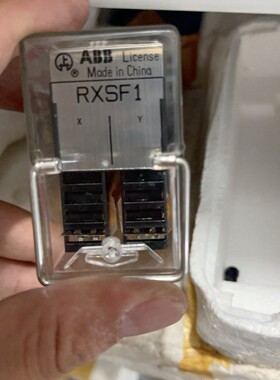 ABB License
Made in China
RXSF1
X Y